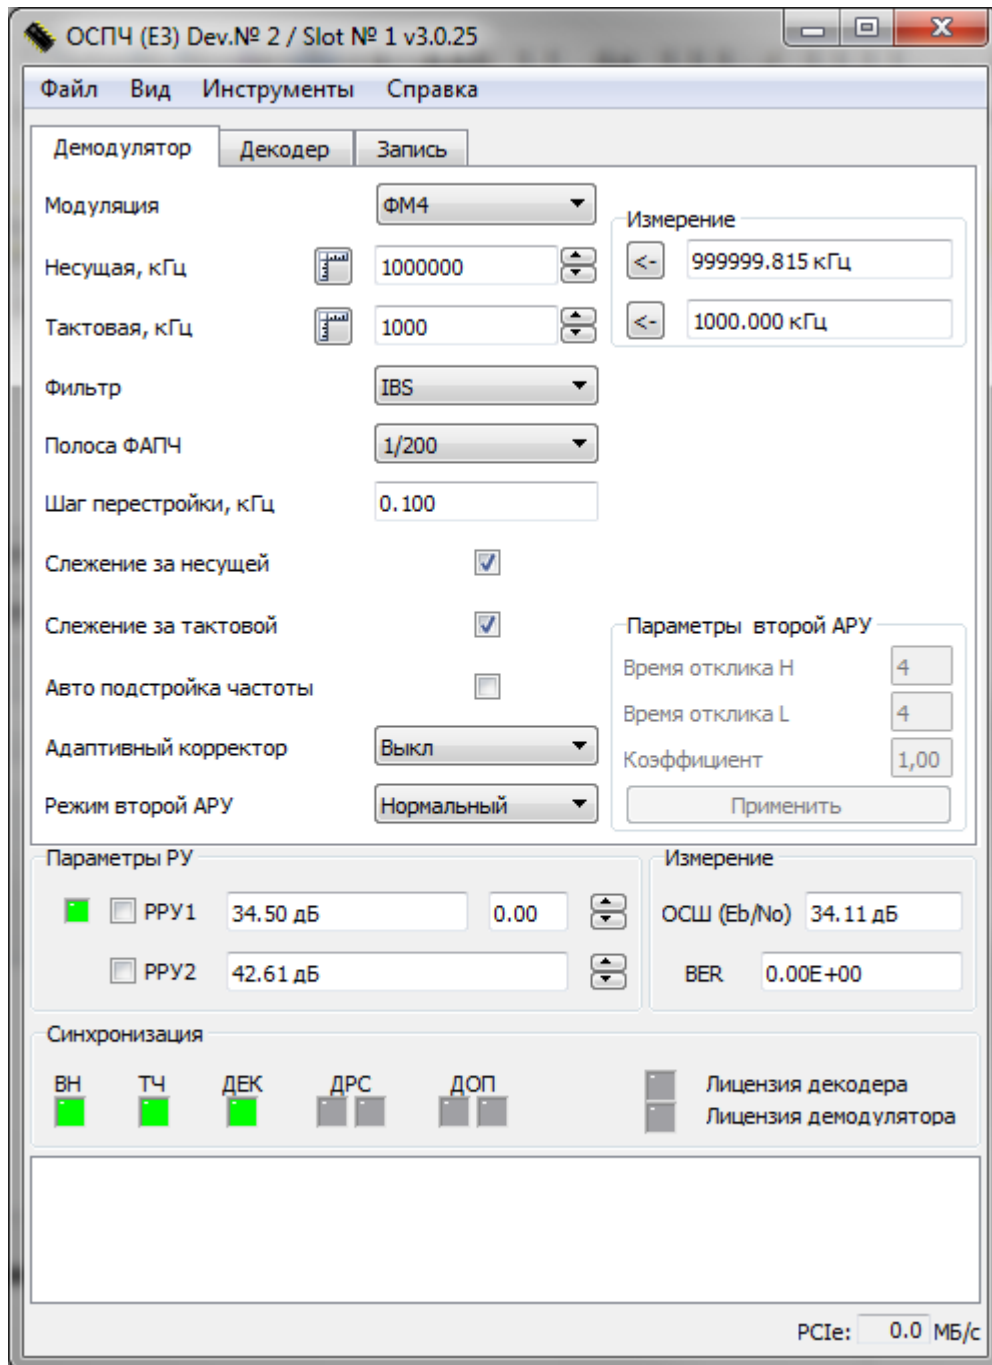 ОСПЧ (E3) Dev.№ 2 / Slot № 1 v3.0.25
Файл Вид Инструменты Справка
Демодулятор Декодер Запись
Модуляция ФМ4
Измерение
Несущая, кГц 1000000 <- 999999.815 кГц
Тактовая, кГц 1000 <- 1000.000 кГц
Фильтр IBS
Полоса ФАПЧ 1/200
Шаг перестройки, кГц 0.100
Слежение за несущей
Слежение за тактовой
Параметры второй АРУ
Время отклика H 4
Авто подстройка частоты
Время отклика L 4
Адаптивный корректор Выкл
Коэффициент 1,00
Режим второй АРУ Нормальный
Применить
Параметры РУ Измерение
РРУ1 34.50 дБ 0.00 ОСШ (Eb/No) 34.11 дБ
РРУ2 42.61 дБ BER 0.00E+00
Синхронизация
ВН ТЧ ДЕК ДРС ДОП Лицензия декодера
Лицензия демодулятора
PCIe: 0.0 МБ/с